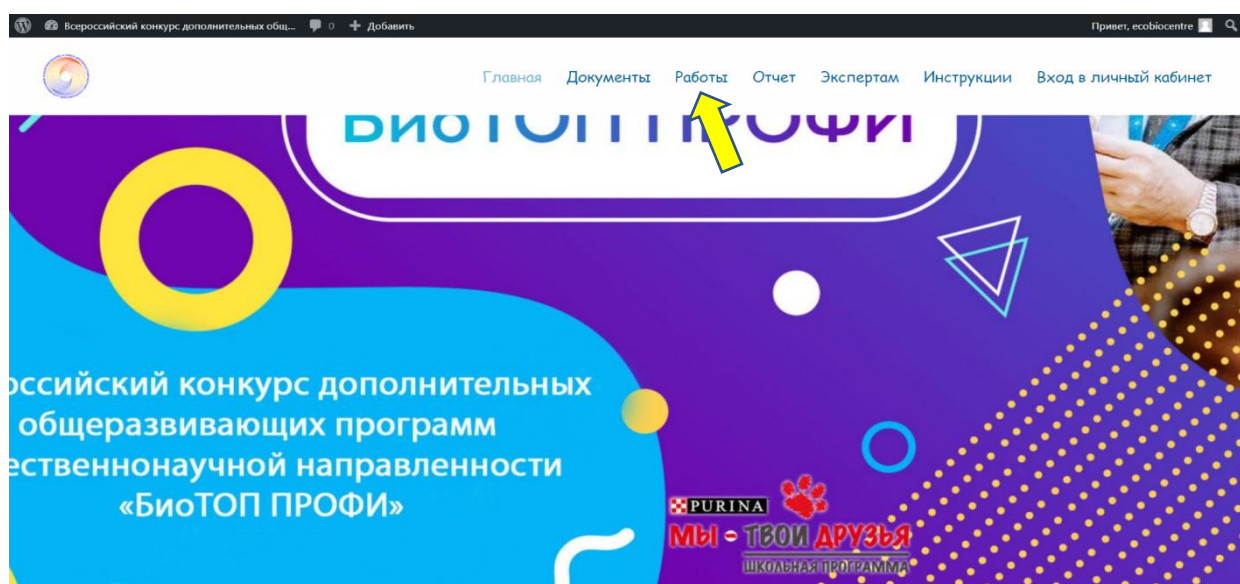 Всероссийский конкурс дополнительных общ... 0 + Добавить Привет, ecobiocentre
Главная Документы Работы Отчет Экспертам Инструкции Вход в личный кабинет
БиоТОП ПРОФИ
оссийский конкурс дополнительных
общеразвивающих программ
ественнонаучной направленности
«БиоТОП ПРОФИ»
PURINA
МЫ - ТВОИ ДРУЗЬЯ
ШКОЛЬНАЯ ПРОГРАММА